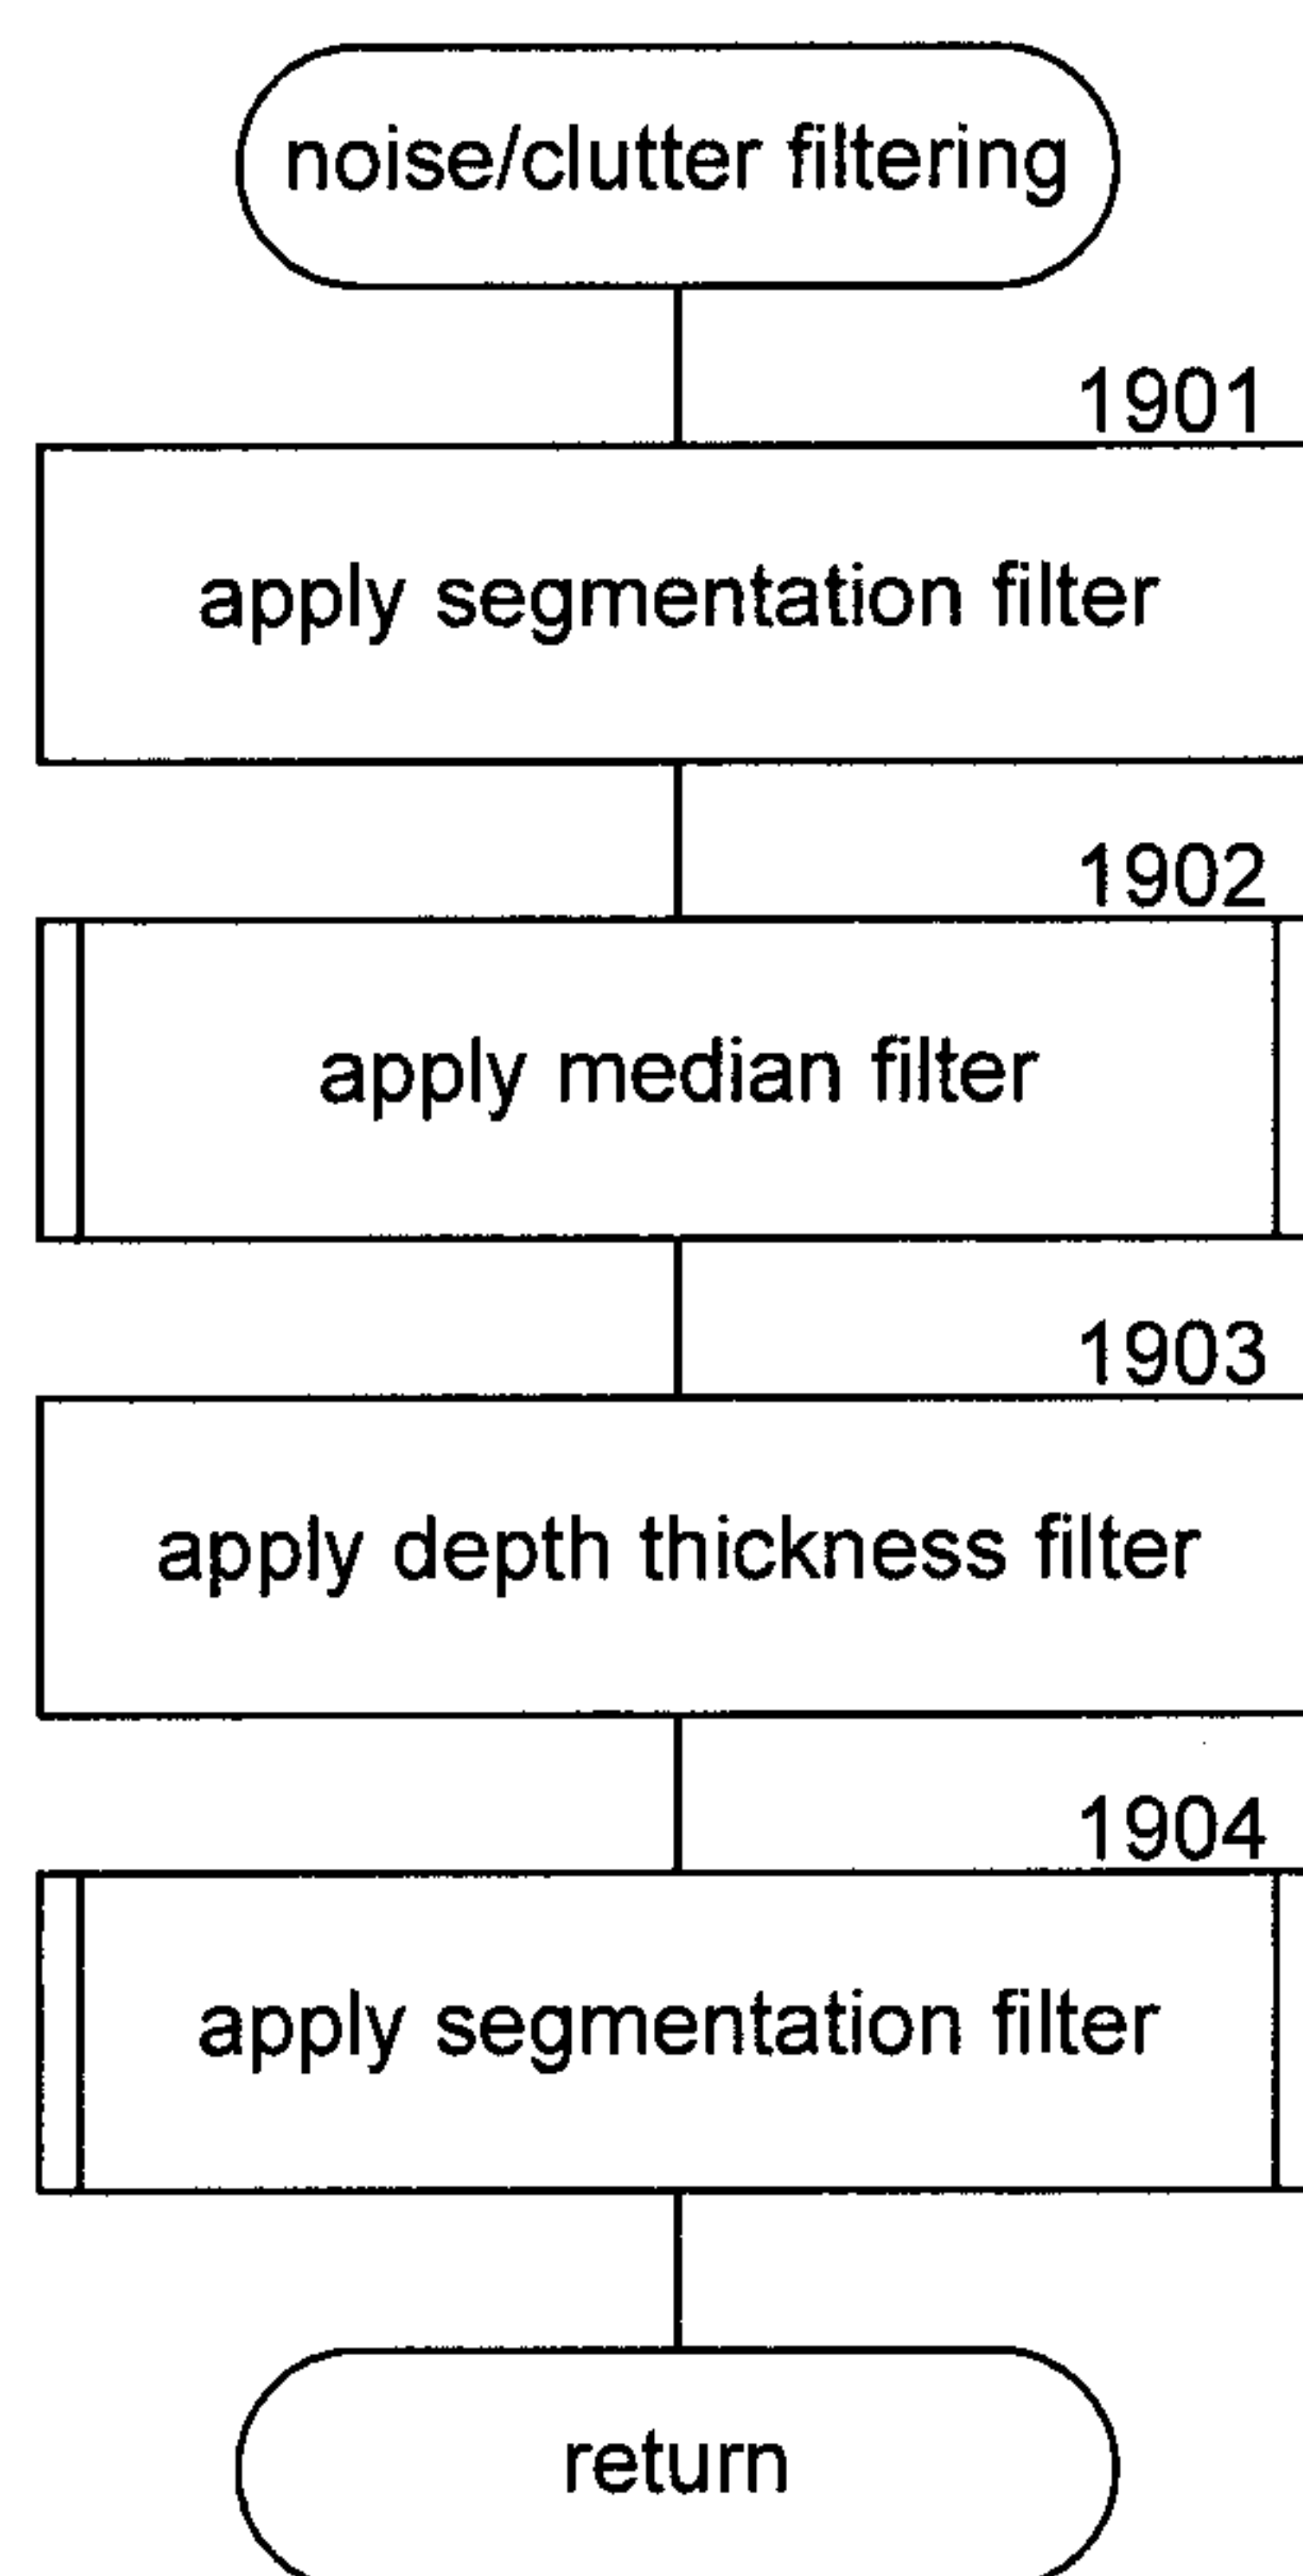 noise/clutter filtering
1901
apply segmentation filter
1902
apply median filter
1903
apply depth thickness filter
1904
apply segmentation filter
return